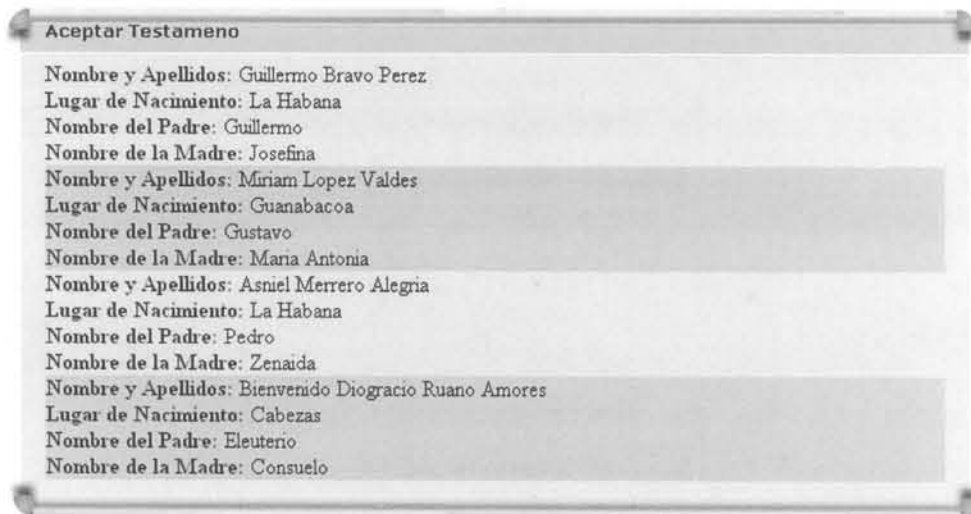 Aceptar Testameno
Nombre y Apellidos: Guillermo Bravo Perez
Lugar de Nacimiento: La Habana
Nombre del Padre: Guillermo
Nombre de la Madre: Josefina
Nombre y Apellidos: Miriam Lopez Valdes
Lugar de Nacimiento: Guanabacoa
Nombre del Padre: Gustavo
Nombre de la Madre: Maria Antonia
Nombre y Apellidos: Asniel Merrero Alegria
Lugar de Nacimiento: La Habana
Nombre del Padre: Pedro
Nombre de la Madre: Zenaida
Nombre y Apellidos: Bienvenido Diogracio Ruano Amores
Lugar de Nacimiento: Cabezas
Nombre del Padre: Eleuterio
Nombre de la Madre: Consuelo